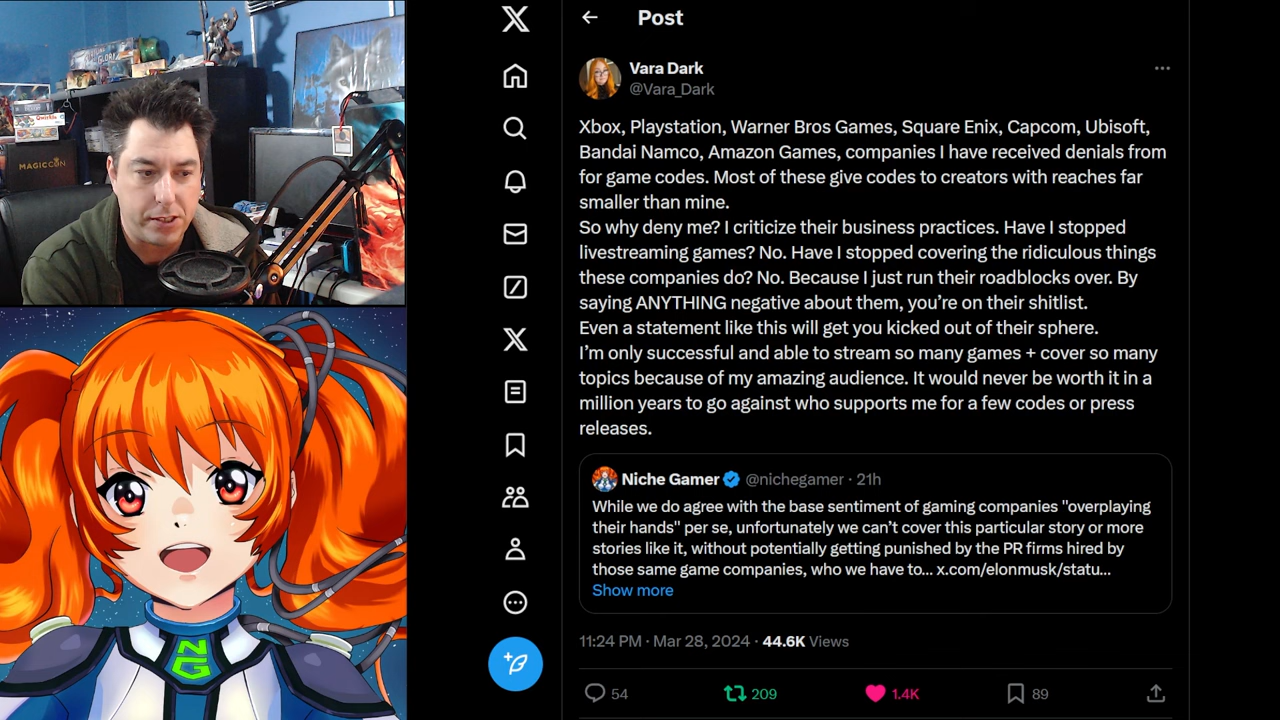 GLORY
Qwirkle
MAGICCON
NG
Post
Vara Dark
@Vara_Dark
Xbox, Playstation, Warner Bros Games, Square Enix, Capcom, Ubisoft,
Bandai Namco, Amazon Games, companies I have received denials from
for game codes. Most of these give codes to creators with reaches far
smaller than mine.
So why deny me? I criticize their business practices. Have I stopped
livestreaming games? No. Have I stopped covering the ridiculous things
these companies do? No. Because I just run their roadblocks over. By
saying ANYTHING negative about them, you’re on their shitlist.
Even a statement like this will get you kicked out of their sphere.
I’m only successful and able to stream so many games + cover so many
topics because of my amazing audience. It would never be worth it in a
million years to go against who supports me for a few codes or press
releases.
Niche Gamer @nichegamer · 21h
While we do agree with the base sentiment of gaming companies "overplaying
their hands" per se, unfortunately we can’t cover this particular story or more
stories like it, without potentially getting punished by the PR firms hired by
those same game companies, who we have to... x.com/elonmusk/statu...
Show more
11:24 PM · Mar 28, 2024 · 44.6K Views
54 209 1.4K 89